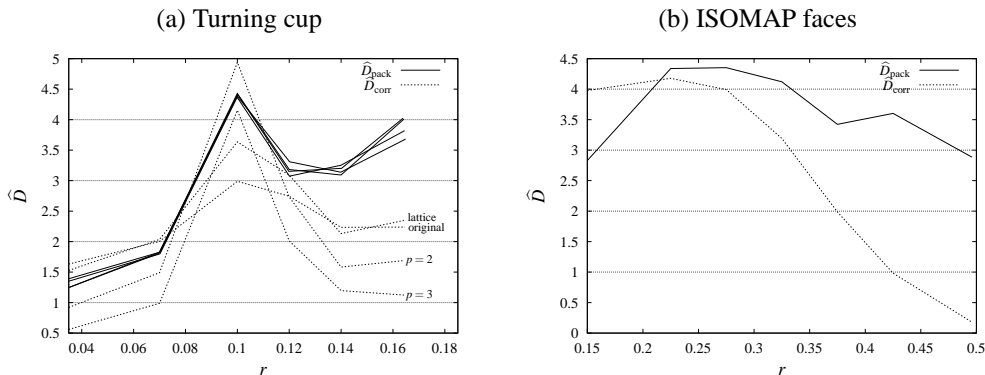 (a) Turning cup
5
4.5
4
3.5
3
2.5
2
1.5
1
0.5
D̂
D̂pack
D̂corr
lattice
original
p = 2
p = 3
0.04 0.06 0.08 0.1 0.12 0.14 0.16 0.18
r
(b) ISOMAP faces
4.5
4
3.5
3
2.5
2
1.5
1
0.5
0
D̂
D̂pack
D̂corr
0.15 0.2 0.25 0.3 0.35 0.4 0.45 0.5
r